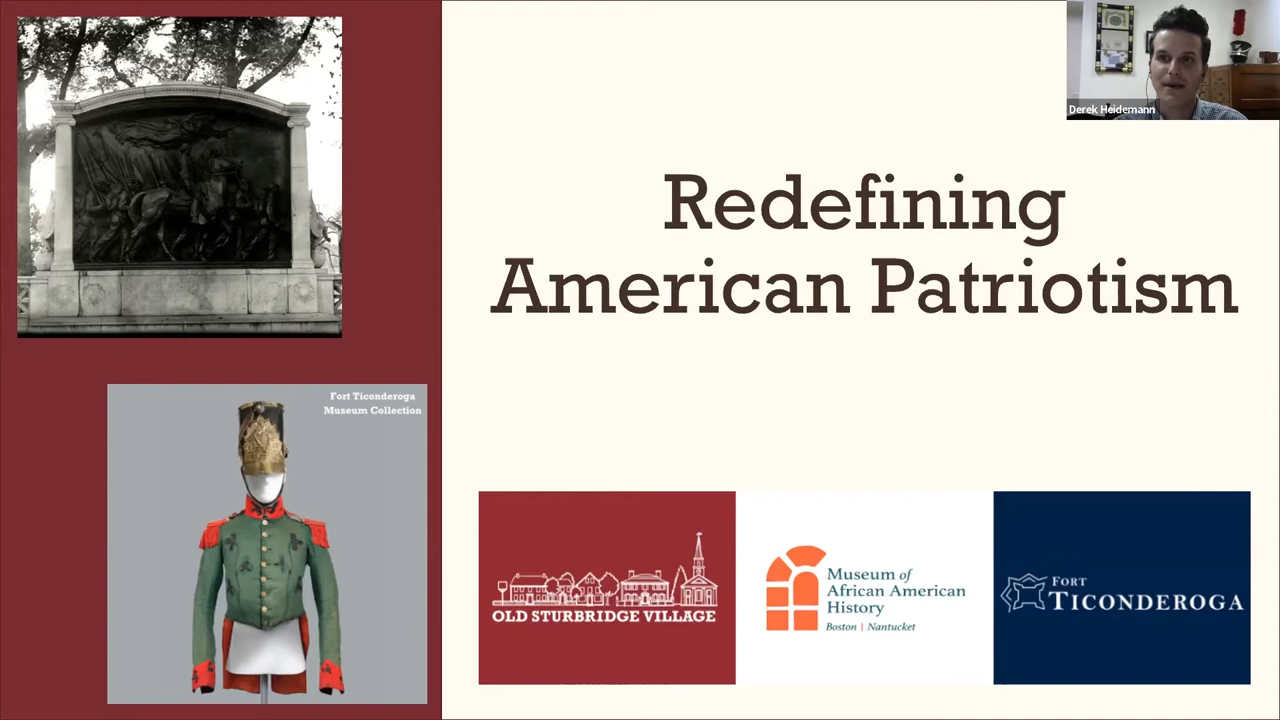 Derek Heidemann
Redefining
American Patriotism
Fort Ticonderoga
Museum Collection
OLD STURBRIDGE VILLAGE
Museum of
African American
History
Boston | Nantucket
FORT
TICONDEROGA